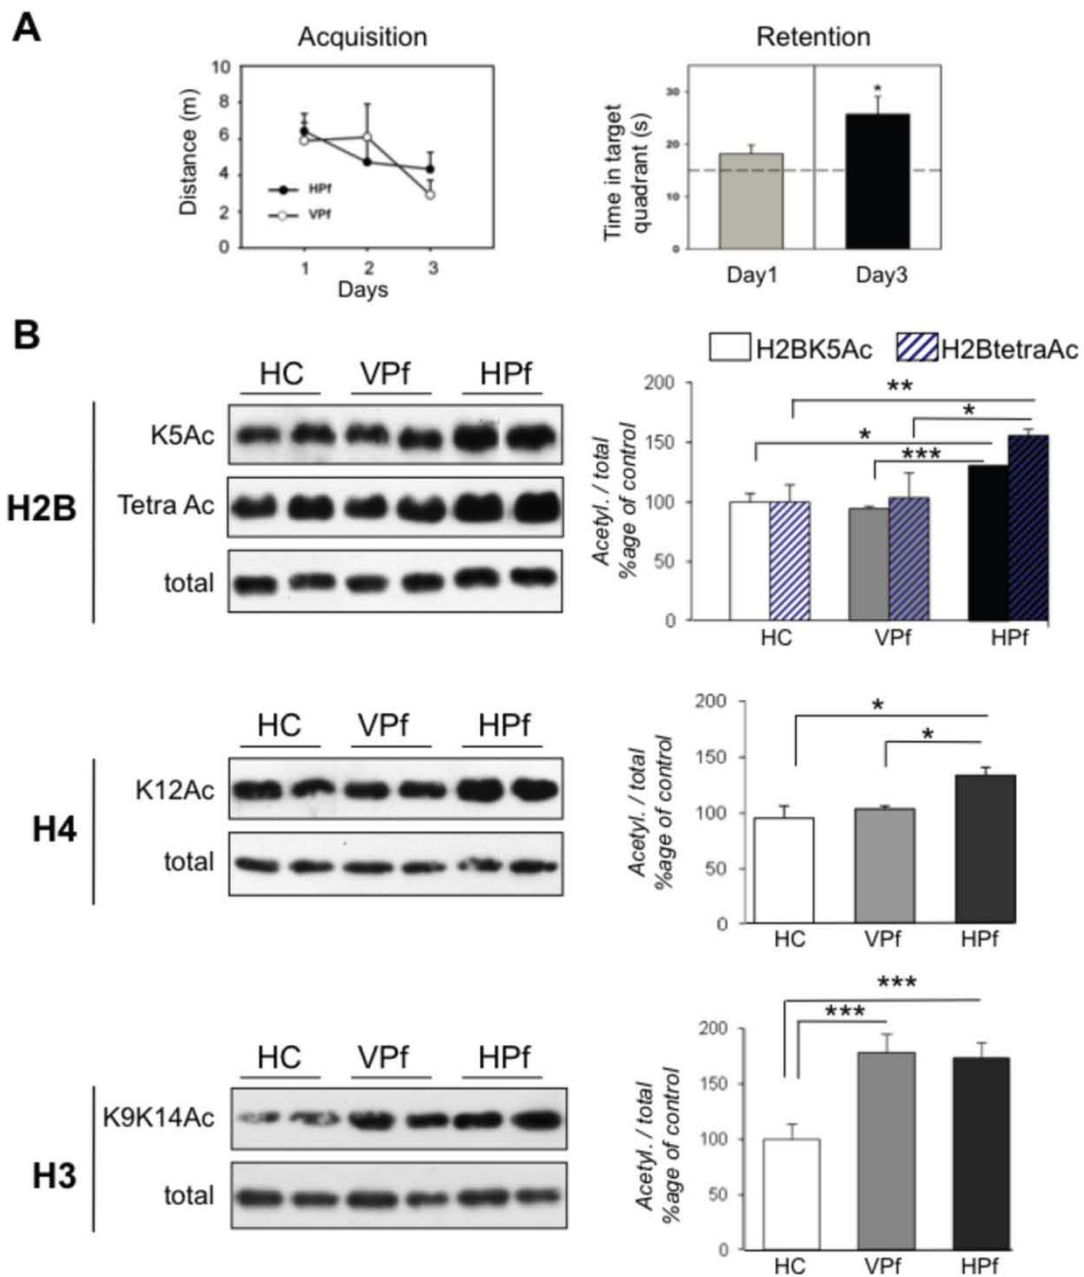 A
Acquisition
Distance (m)
10
8
6
4
2
0
HPf
VPf
1 2 3
Days
Retention
Time in target
quadrant (s)
30
20
10
0
*
Day1 Day3
B
H2B
HC VPf HPf
K5Ac
Tetra Ac
total
H2BK5Ac H2BtetraAc
Acetyl. / total
%age of control
200
150
100
50
0
**
*
*
***
HC VPf HPf
H4
HC VPf HPf
K12Ac
total
Acetyl. / total
%age of control
200
150
100
50
0
*
*
HC VPf HPf
H3
HC VPf HPf
K9K14Ac
total
Acetyl. / total
%age of control
200
150
100
50
0
***
***
HC VPf HPf